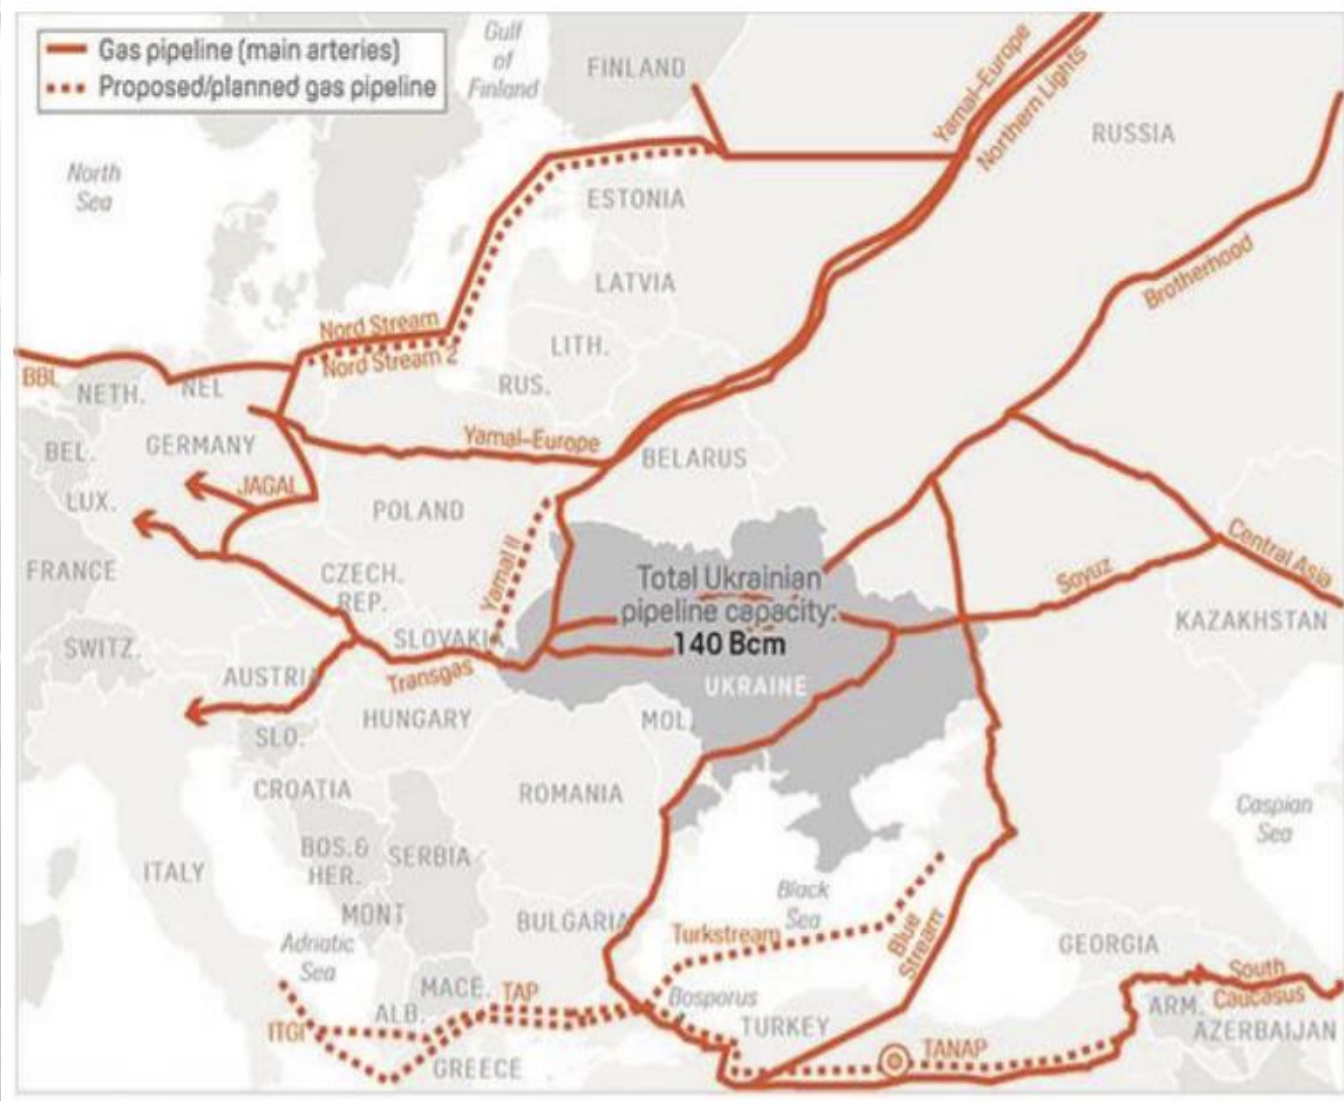 Gas pipeline (main arteries)
Proposed/planned gas pipeline
Gulf
of
Finland
FINLAND
Yamal-Europe
Northern Lights
RUSSIA
North
Sea
ESTONIA
LATVIA
Brotherhood
Nord Stream
Nord Stream 2
LITH.
RUS.
BBL
NETH.
NEL
GERMANY
BEL.
Yamal-Europe
BELARUS
LUX.
JAGAL
POLAND
Yamal II
FRANCE
CZECH.
REP.
Total Ukrainian
pipeline capacity:
140 Bcm
Soyuz
Central Asia
KAZAKHSTAN
SWITZ.
SLOVAKIA
AUSTRIA
Transgas
UKRAINE
HUNGARY
MOL.
SLO.
CROATIA
ROMANIA
Caspian
Sea
BOS.&
HER.
SERBIA
ITALY
Black
Sea
MONT
BULGARIA
Turkstream
Blue
Stream
Adriatic
Sea
GEORGIA
MACE.
TAP
Bosporus
South
Caucasus
ALB.
ARM.
ITGI
TURKEY
AZERBAIJAN
GREECE
TANAP